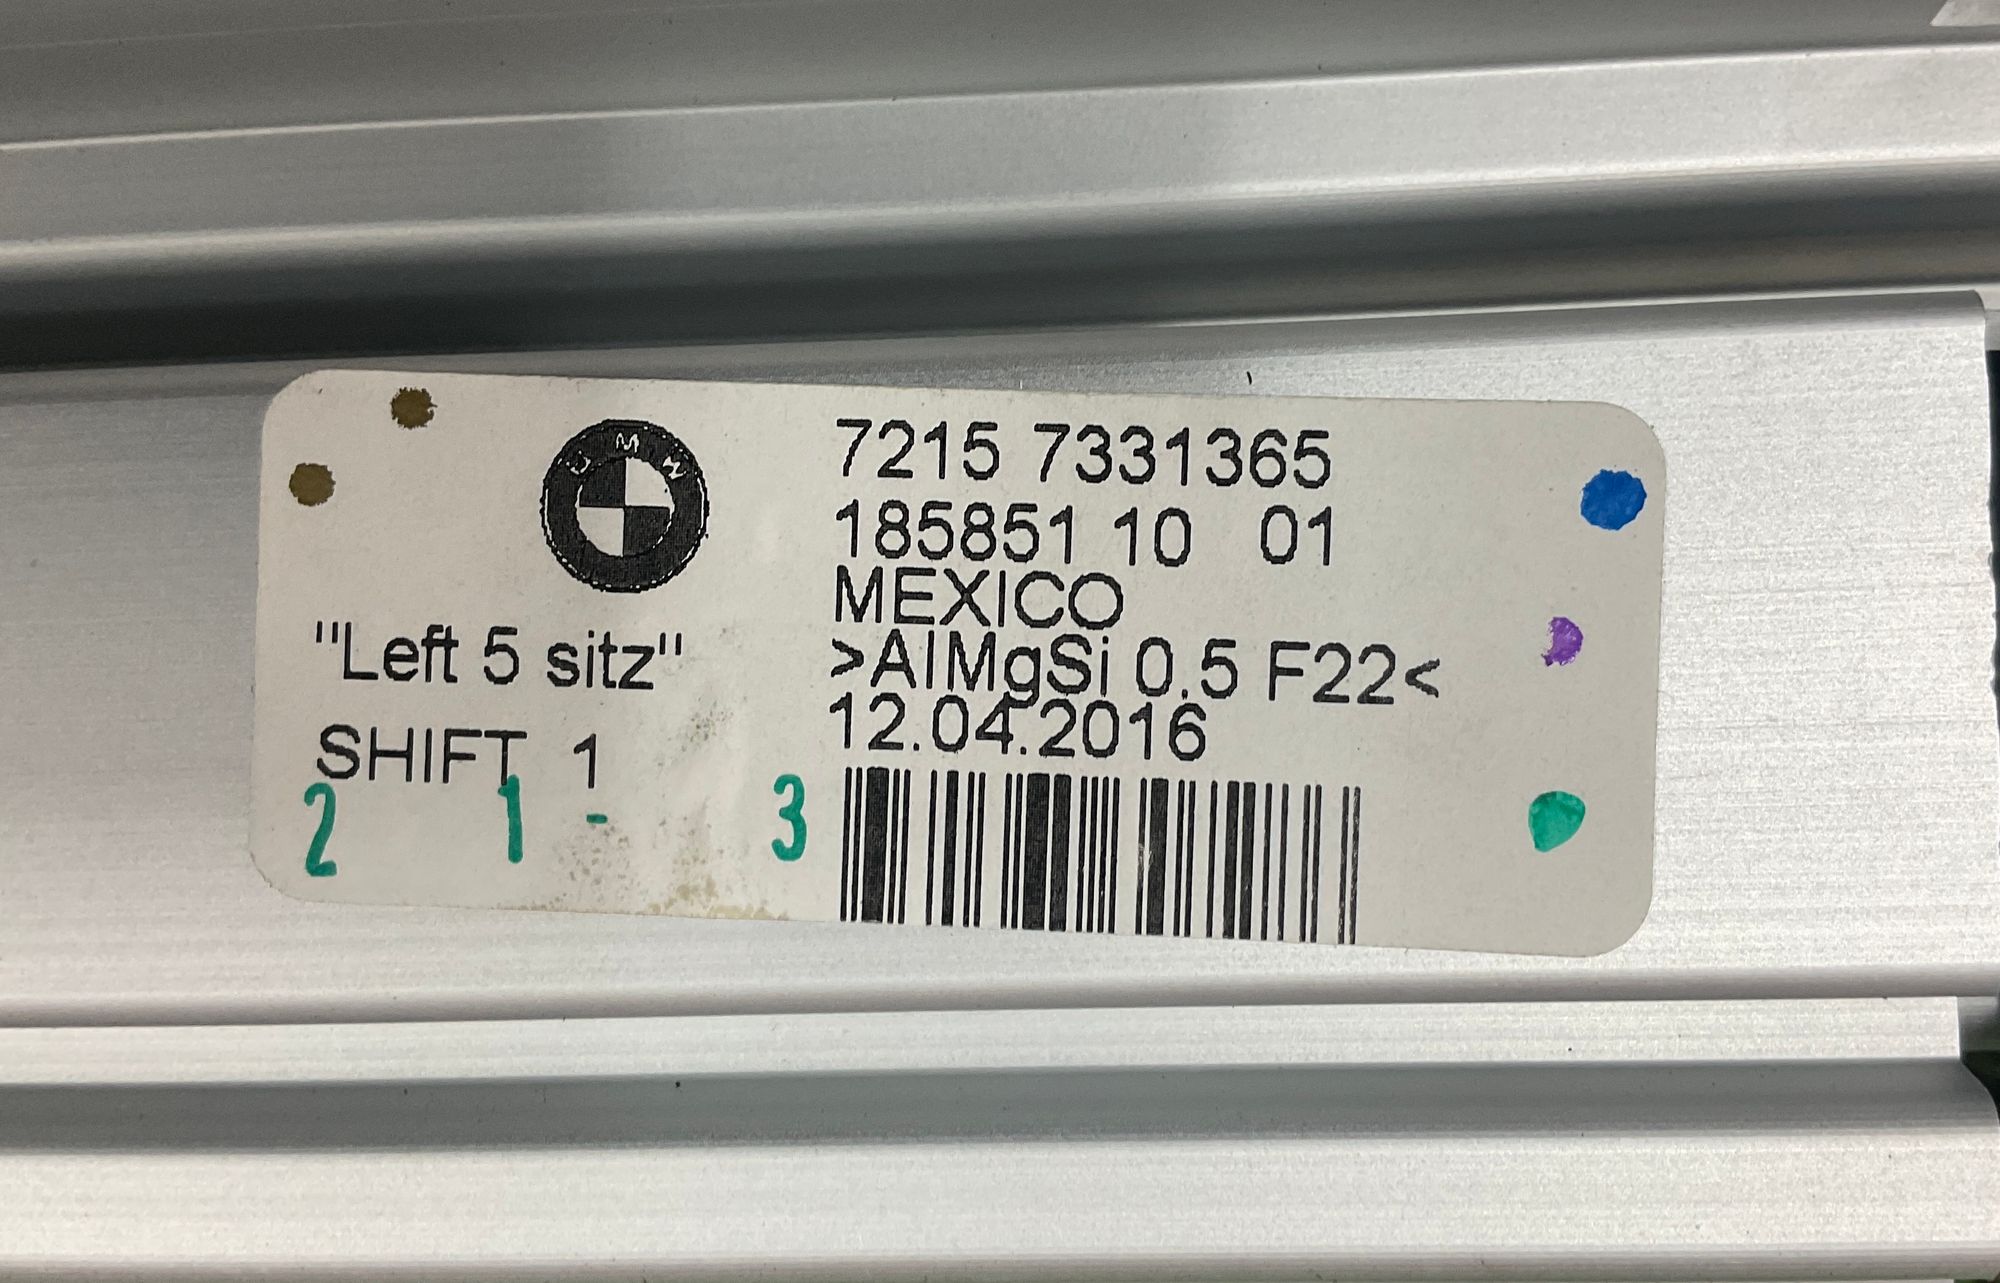 BMW
7215 7331365
185851 10 01
MEXICO
>AlMgSi 0.5 F22<
12.04.2016
"Left 5 sitz"
SHIFT 1
2 1 - 3